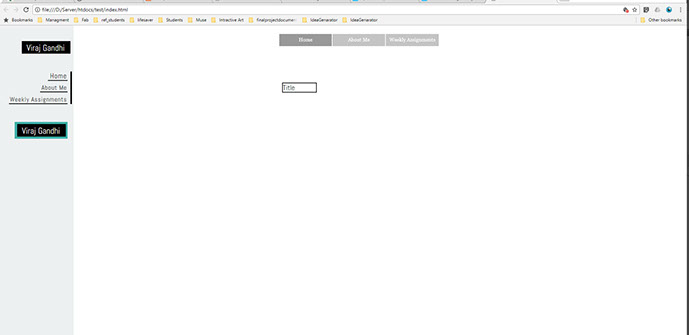 file:///D:/Server/htdocs/test/index.html
Bookmarks Managment Fab ref_students lifesaver Students Muse Intractive Art finalprojectdocumen IdeaGenerator IdeaGenerator Other bookmarks
Viraj Gandhi
Home About Me Weekly Assignments
Home
About Me
Weekly Assignments
Title
Viraj Gandhi